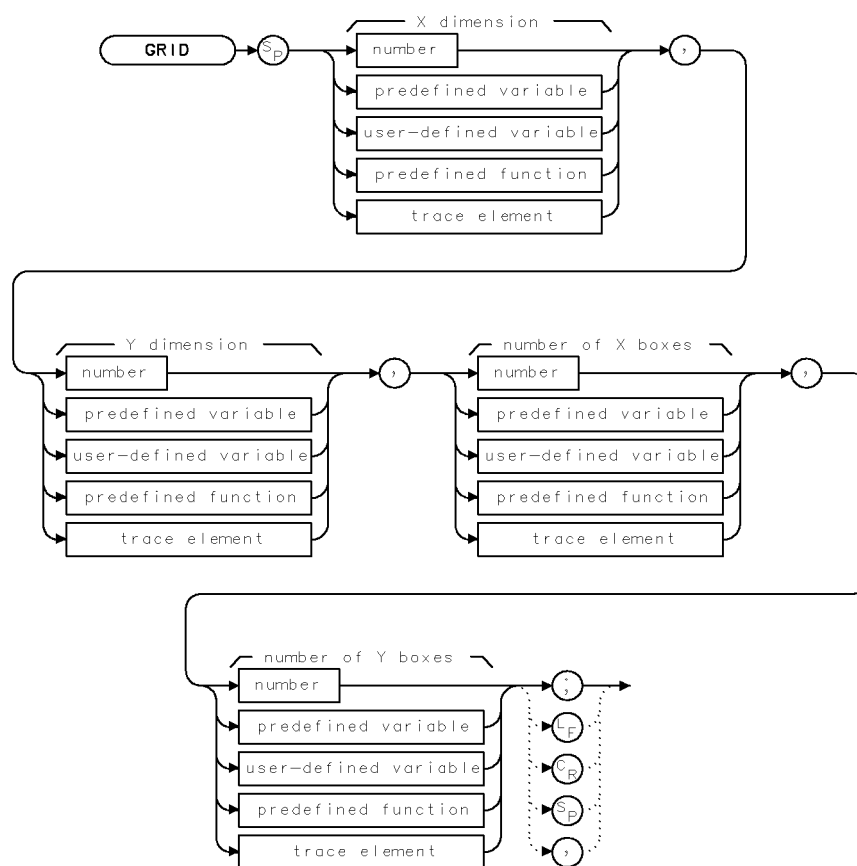 X dimension
GRID SP number ,
predefined variable
user-defined variable
predefined function
trace element
Y dimension
number ,
predefined variable
user-defined variable
predefined function
trace element
number of X boxes
number ,
predefined variable
user-defined variable
predefined function
trace element
number of Y boxes
number ;
predefined variable LF
user-defined variable CR
predefined function SP
trace element ,